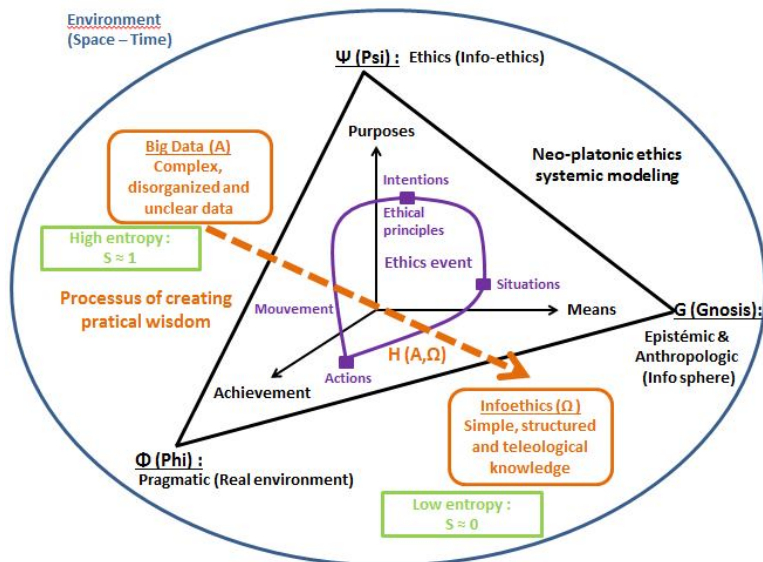 Environment
(Space – Time)
Ψ (Psi) : Ethics (Info-ethics)
Purposes
Big Data (A)
Complex,
disorganized and
unclear data
Neo-platonic ethics
systemic modeling
Intentions
Ethical
principles
High entropy :
S ≈ 1
Ethics event
Situations
Processus of creating
pratical wisdom
Mouvement
Means
G (Gnosis):
Epistémic &
Anthropologic
(Info sphere)
H (A,Ω)
Actions
Achievement
Infoethics (Ω)
Simple, structured
and teleological
knowledge
Φ (Phi) :
Pragmatic (Real environment)
Low entropy :
S ≈ 0